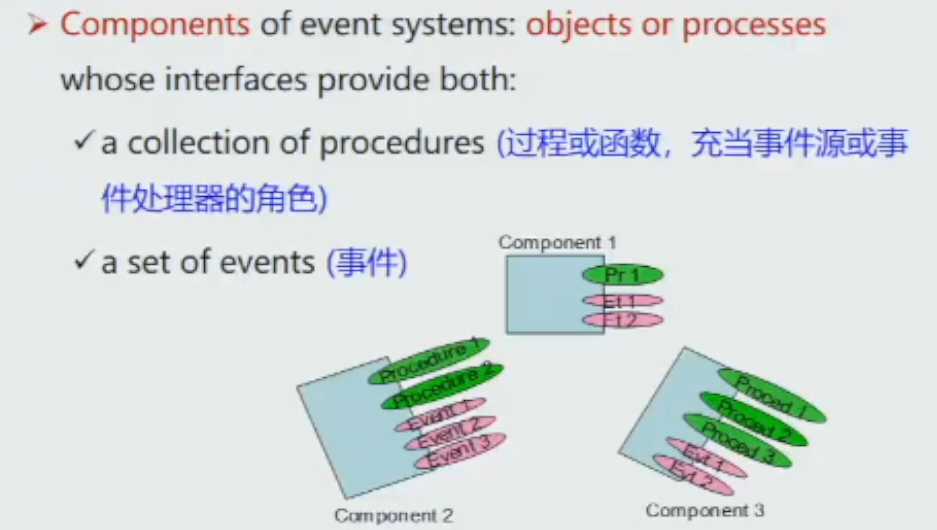 ➤ Components of event systems: objects or processes
whose interfaces provide both:
✓ a collection of procedures (过程或函数，充当事件源或事
件处理器的角色)
✓ a set of events (事件)
Component 1
Pr 1
Et 1
Et 2
Procedure 1
Procedure 2
Event 1
Event 2
Event 3
Component 2
Proced 1
Proced 2
Proced 3
Evt 1
Evt 2
Component 3